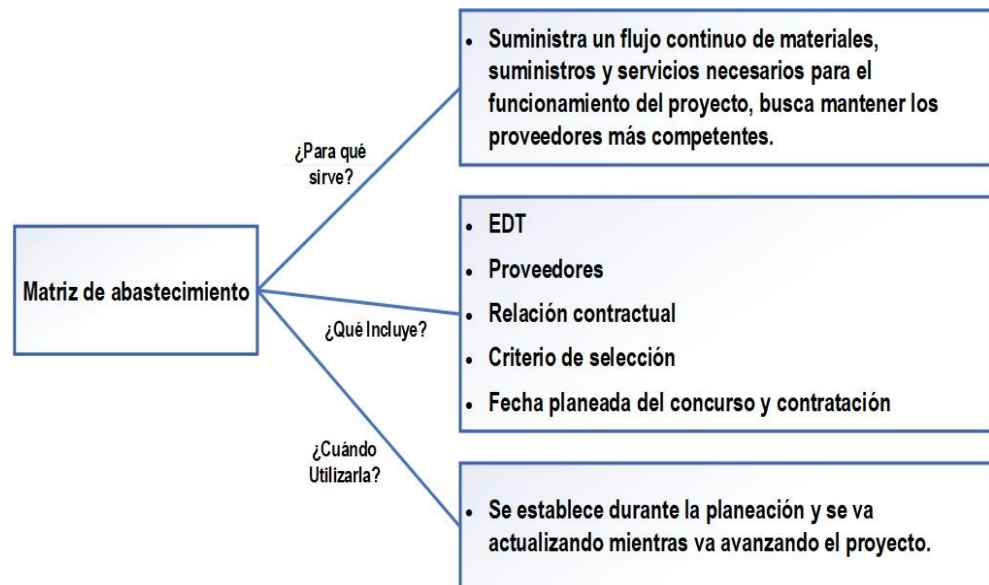 Matriz de abastecimiento
¿Para qué
sirve?
• Suministra un flujo continuo de materiales,
suministros y servicios necesarios para el
funcionamiento del proyecto, busca mantener los
proveedores más competentes.
¿Qué Incluye?
• EDT
• Proveedores
• Relación contractual
• Criterio de selección
• Fecha planeada del concurso y contratación
¿Cuándo
Utilizarla?
• Se establece durante la planeación y se va
actualizando mientras va avanzando el proyecto.